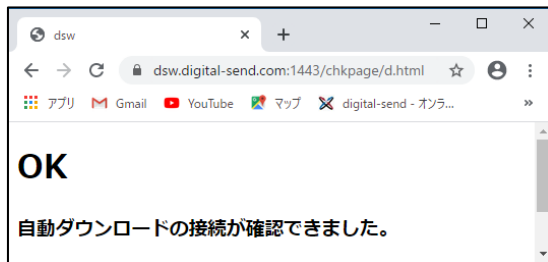 dsw
dsw.digital-send.com:1443/chkpage/d.html
アプリ Gmail YouTube マップ digital-send - オンラ...
OK
自動ダウンロードの接続が確認できました。